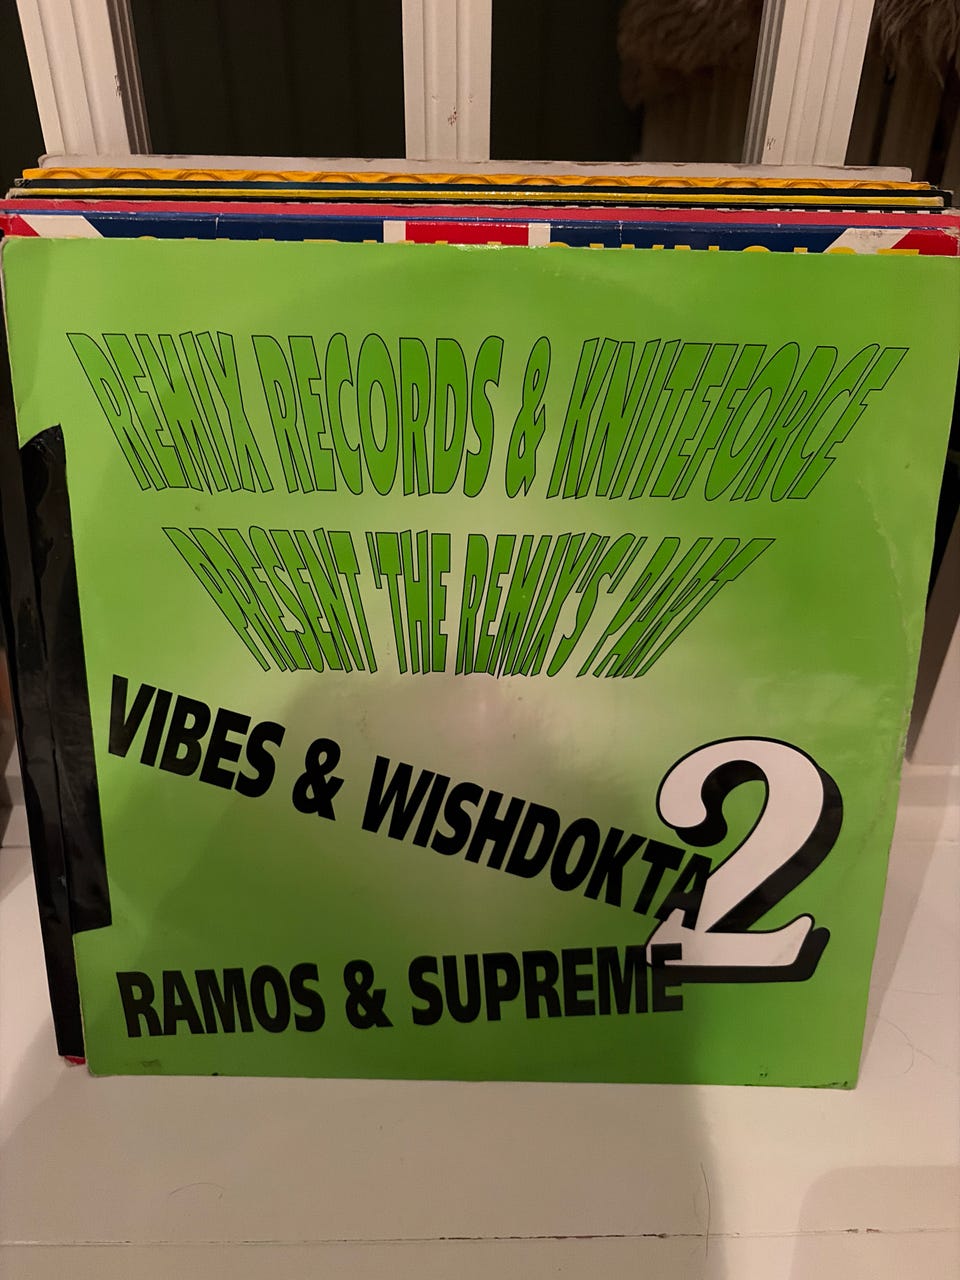 REMIX RECORDS & KNITEFORCE
PRESENT 'THE REMIX'S' PART
2
VIBES & WISHDOKTA
RAMOS & SUPREME